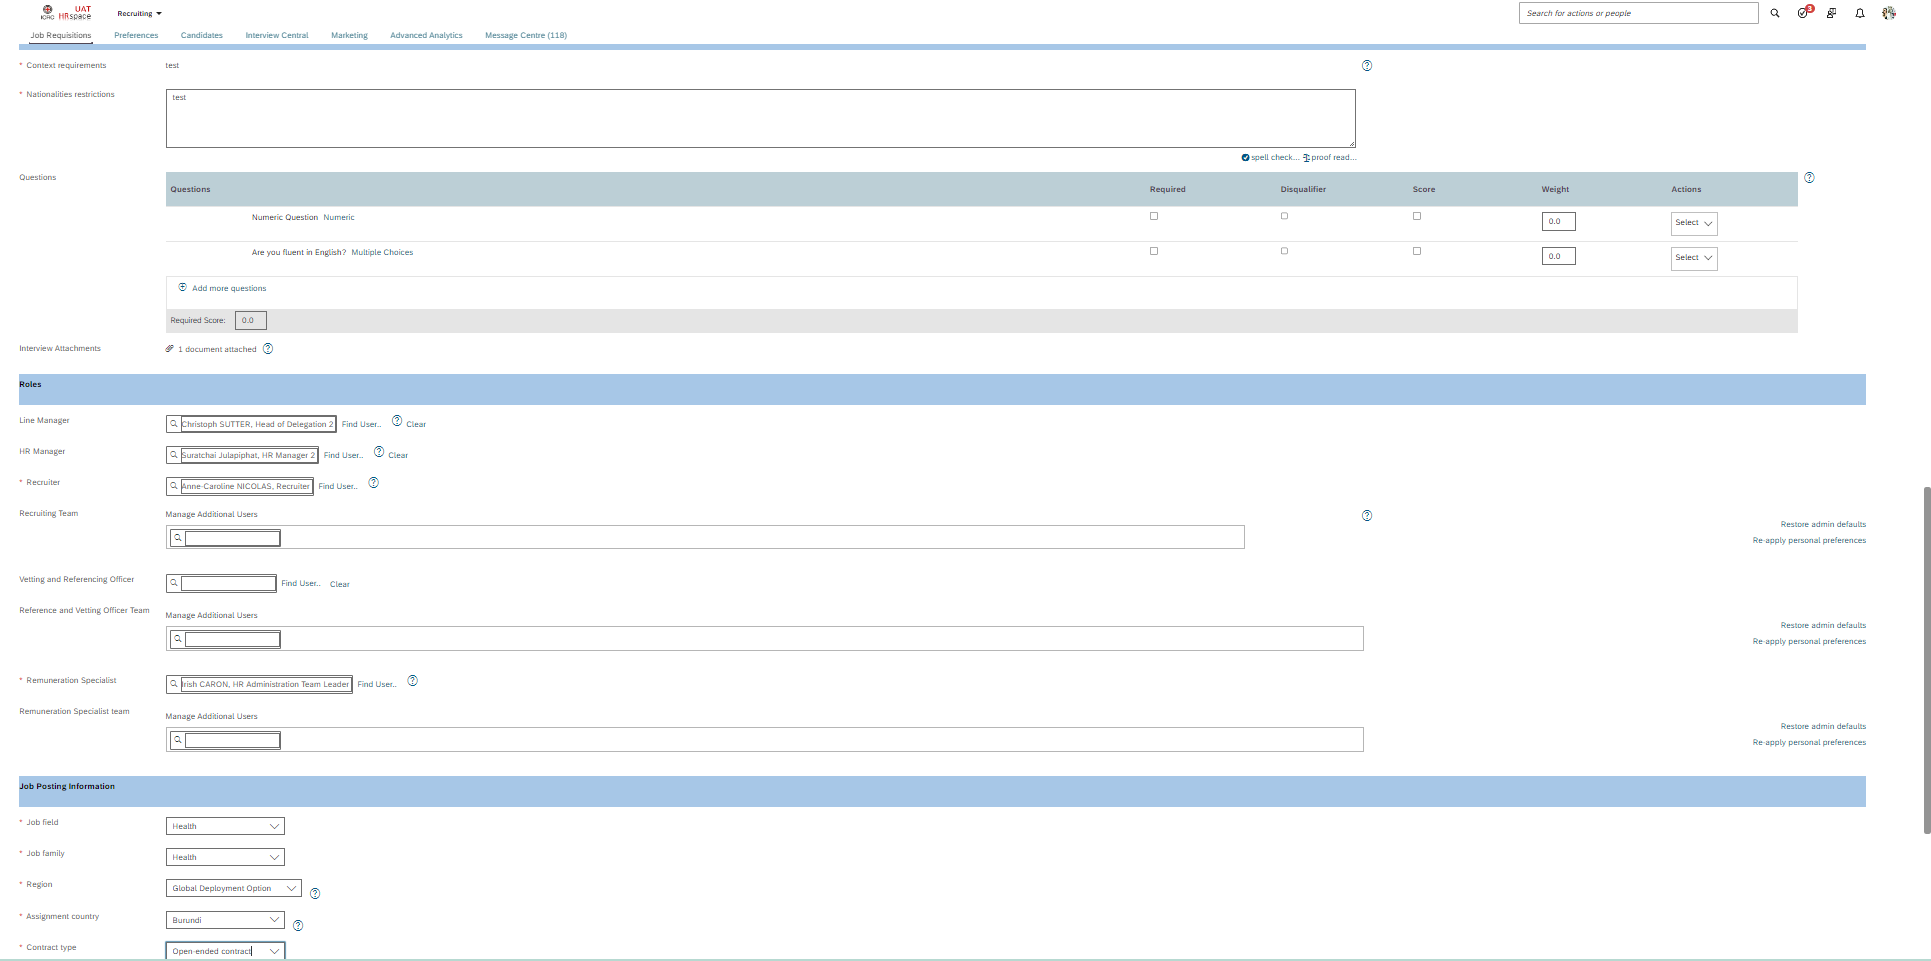 ICRC
UAT
HRspace
Recruiting
Search for actions or people
3
Job Requisitions
Preferences
Candidates
Interview Central
Marketing
Advanced Analytics
Message Centre (118)
* Context requirements
test
* Nationalities restrictions
test
spell check... proof read...
Questions
Questions
Required
Disqualifier
Score
Weight
Actions
Numeric Question Numeric
0.0
Select
Are you fluent in English? Multiple Choices
0.0
Select
Add more questions
Required Score: 0.0
Interview Attachments
1 document attached
Roles
Line Manager
Christoph SUTTER, Head of Delegation 2
Find User..
Clear
HR Manager
Suratchai Julapiphat, HR Manager 2
Find User..
Clear
* Recruiter
Anne-Caroline NICOLAS, Recruiter
Find User..
Recruiting Team
Manage Additional Users
Restore admin defaults
Re-apply personal preferences
Vetting and Referencing Officer
Find User..
Clear
Reference and Vetting Officer Team
Manage Additional Users
Restore admin defaults
Re-apply personal preferences
* Remuneration Specialist
Irish CARON, HR Administration Team Leader
Find User..
Remuneration Specialist team
Manage Additional Users
Restore admin defaults
Re-apply personal preferences
Job Posting Information
* Job field
Health
* Job family
Health
* Region
Global Deployment Option
* Assignment country
Burundi
* Contract type
Open-ended contract